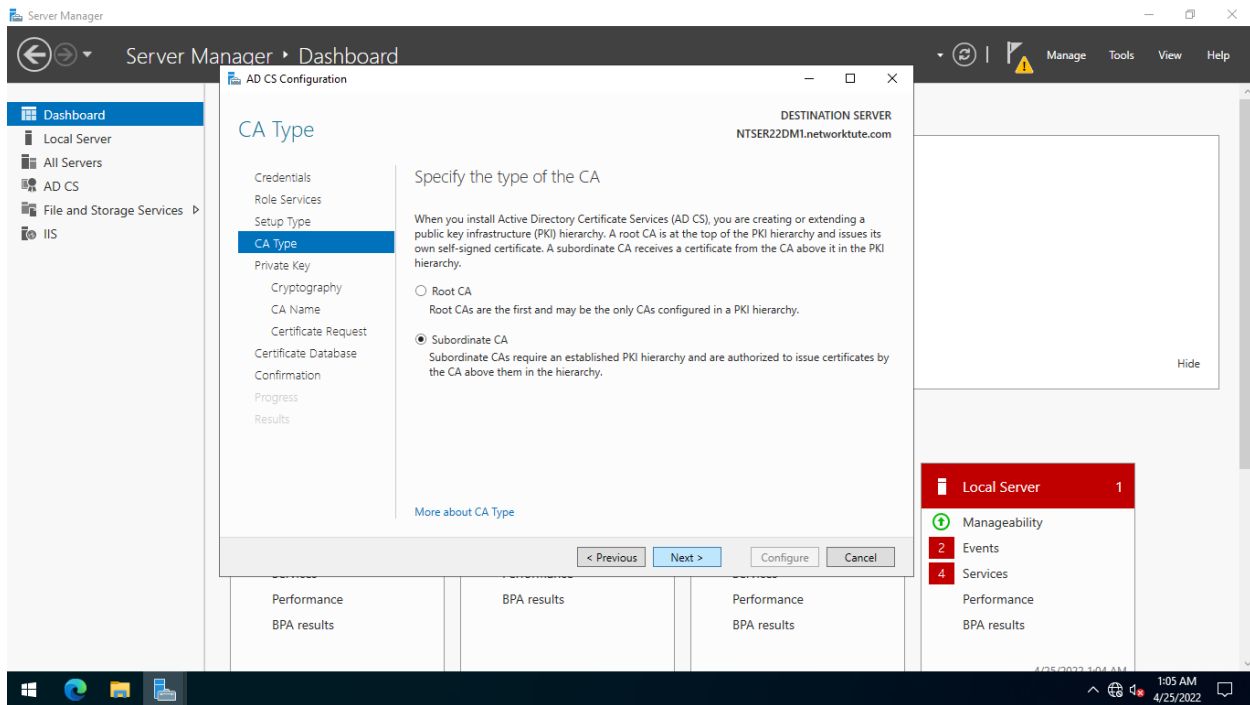 Server Manager
Server Manager ‣ Dashboard
Manage Tools View Help
Dashboard
Local Server
All Servers
AD CS
File and Storage Services
IIS
AD CS Configuration
CA Type
DESTINATION SERVER
NTSER22DM1.networktute.com
Credentials
Role Services
Setup Type
CA Type
Private Key
Cryptography
CA Name
Certificate Request
Certificate Database
Confirmation
Progress
Results
Specify the type of the CA
When you install Active Directory Certificate Services (AD CS), you are creating or extending a
public key infrastructure (PKI) hierarchy. A root CA is at the top of the PKI hierarchy and issues its
own self-signed certificate. A subordinate CA receives a certificate from the CA above it in the PKI
hierarchy.
Root CA
Root CAs are the first and may be the only CAs configured in a PKI hierarchy.
Subordinate CA
Subordinate CAs require an established PKI hierarchy and are authorized to issue certificates by
the CA above them in the hierarchy.
More about CA Type
< Previous Next > Configure Cancel
Hide
Performance
BPA results
BPA results
Performance
BPA results
Local Server 1
Manageability
2 Events
4 Services
Performance
BPA results
4/25/2022 1:04 AM
1:05 AM
4/25/2022